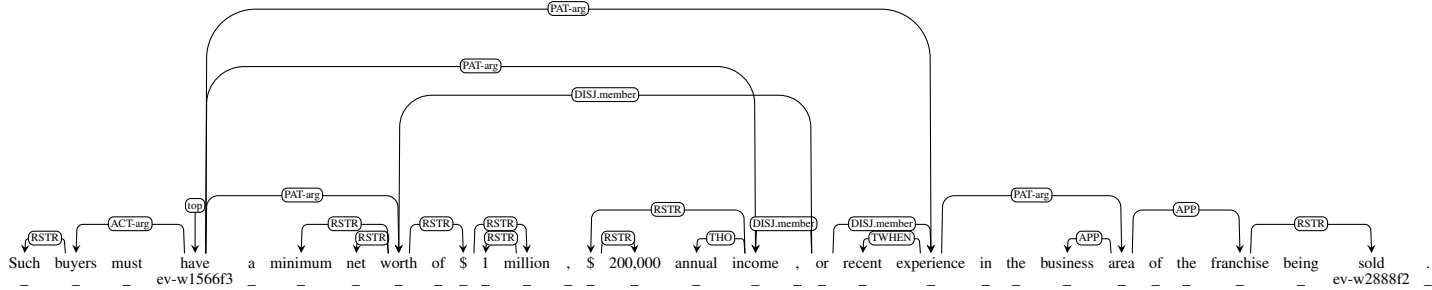 PAT-arg
PAT-arg
DISJ.member
PAT-arg PAT-arg
top
RSTR APP
ACT-arg RSTR RSTR RSTR DISJ.member DISJ.member RSTR
RSTR RSTR RSTR RSTR THO TWHEN APP
Such buyers must have a minimum net worth of $ 1 million , $ 200,000 annual income , or recent experience in the business area of the franchise being sold .
_ _ _ ev-w1566f3 _ _ _ _ _ _ _ _ _ _ _ _ _ _ _ _ _ _ _ _ _ _ _ _ _ ev-w2888f2 _